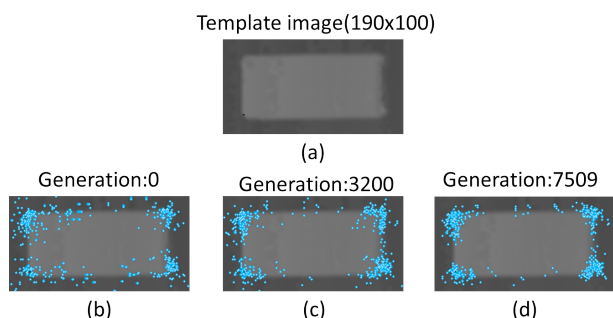 Template image(190x100)
(a)
Generation:0
Generation:3200
Generation:7509
(b)
(c)
(d)